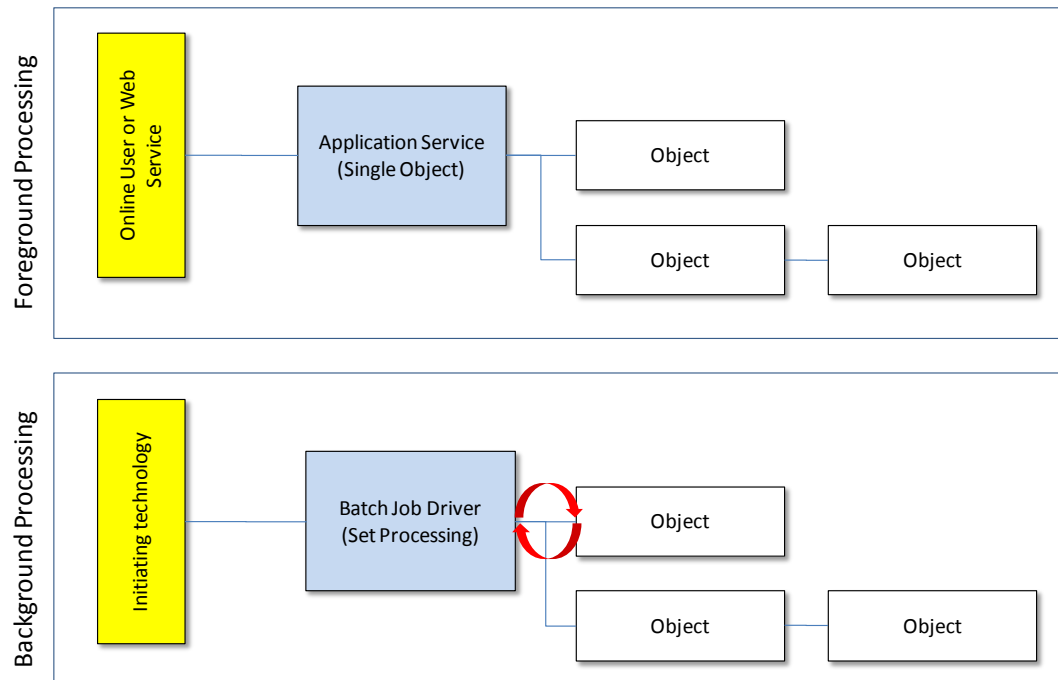 Foreground Processing
Online User or Web
Service
Application Service
(Single Object)
Object
Object
Object
Background Processing
Initiating technology
Batch Job Driver
(Set Processing)
Object
Object
Object